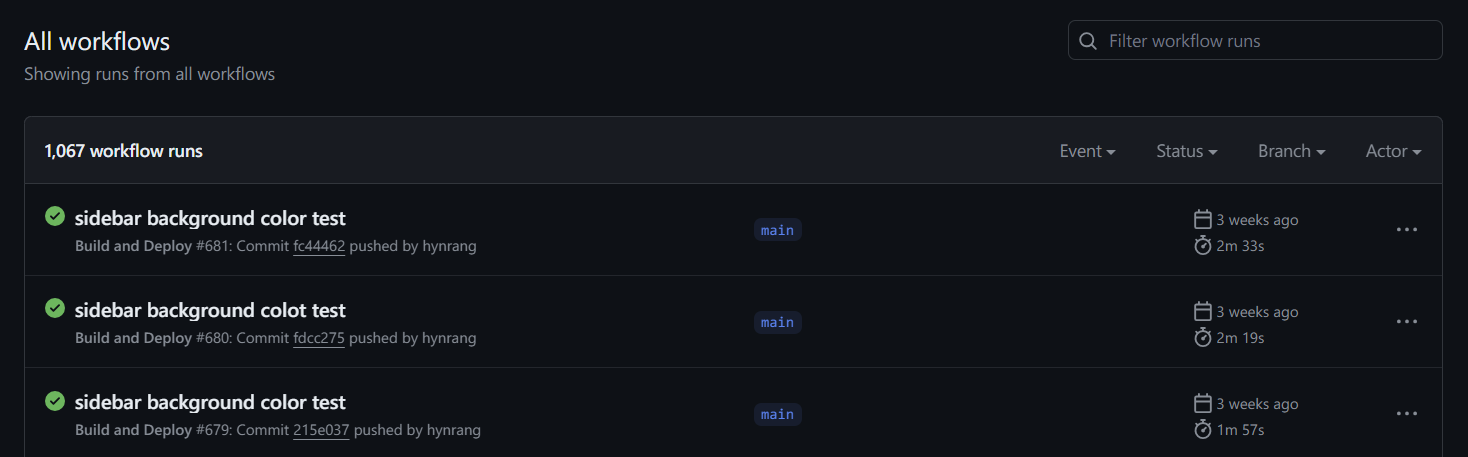 All workflows
Filter workflow runs
Showing runs from all workflows
1,067 workflow runs
Event
Status
Branch
Actor
sidebar background color test
Build and Deploy #681: Commit fc44462 pushed by hynrang
main
3 weeks ago
2m 33s
sidebar background colot test
Build and Deploy #680: Commit fdcc275 pushed by hynrang
main
3 weeks ago
2m 19s
sidebar background color test
Build and Deploy #679: Commit 215e037 pushed by hynrang
main
3 weeks ago
1m 57s